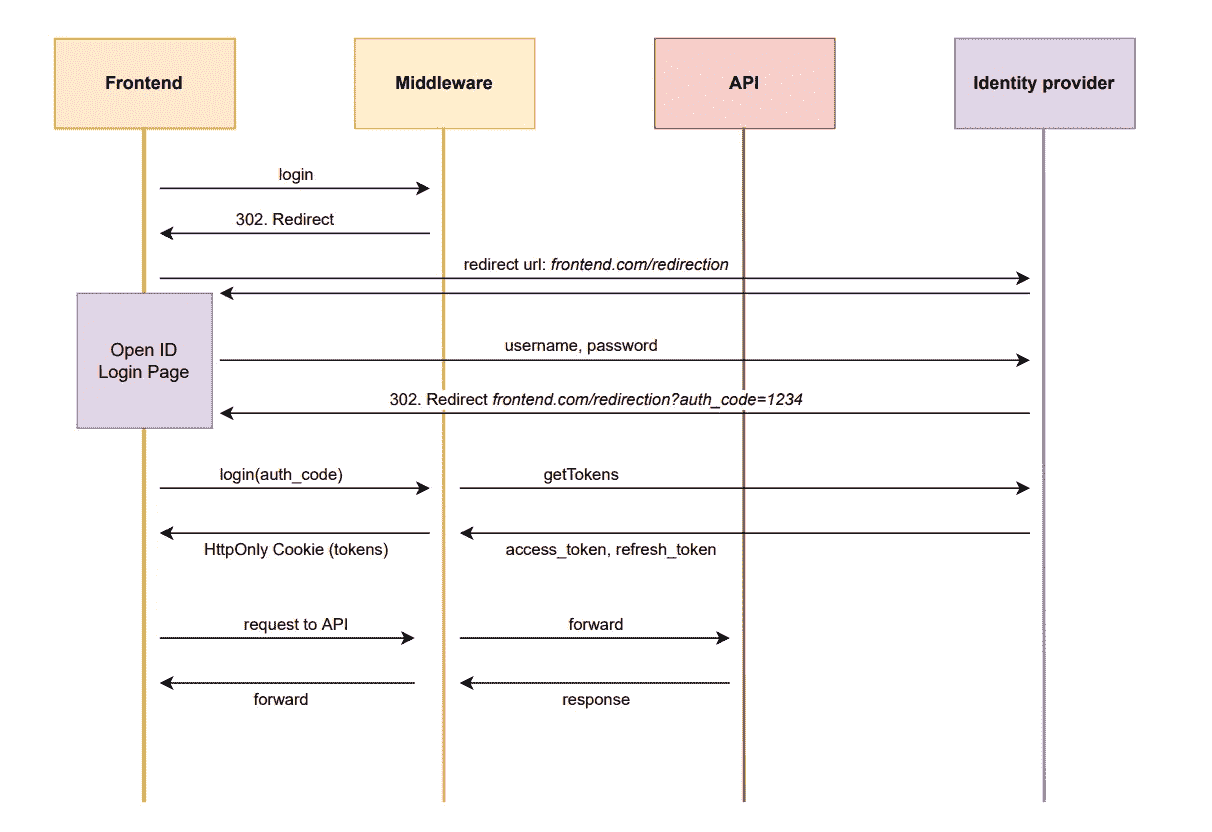 Frontend
Middleware
API
Identity provider
login
302. Redirect
redirect url: frontend.com/redirection
Open ID
Login Page
username, password
302. Redirect frontend.com/redirection?auth_code=1234
login(auth_code)
getTokens
HttpOnly Cookie (tokens)
access_token, refresh_token
request to API
forward
forward
response